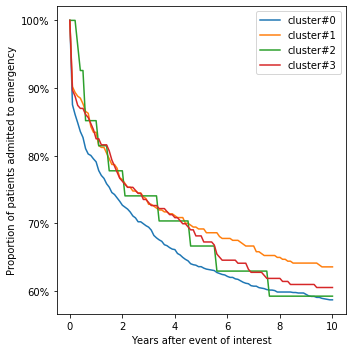 100%
90%
80%
70%
60%
Proportion of patients admitted to emergency
cluster#0
cluster#1
cluster#2
cluster#3
0
2
4
6
8
10
Years after event of interest